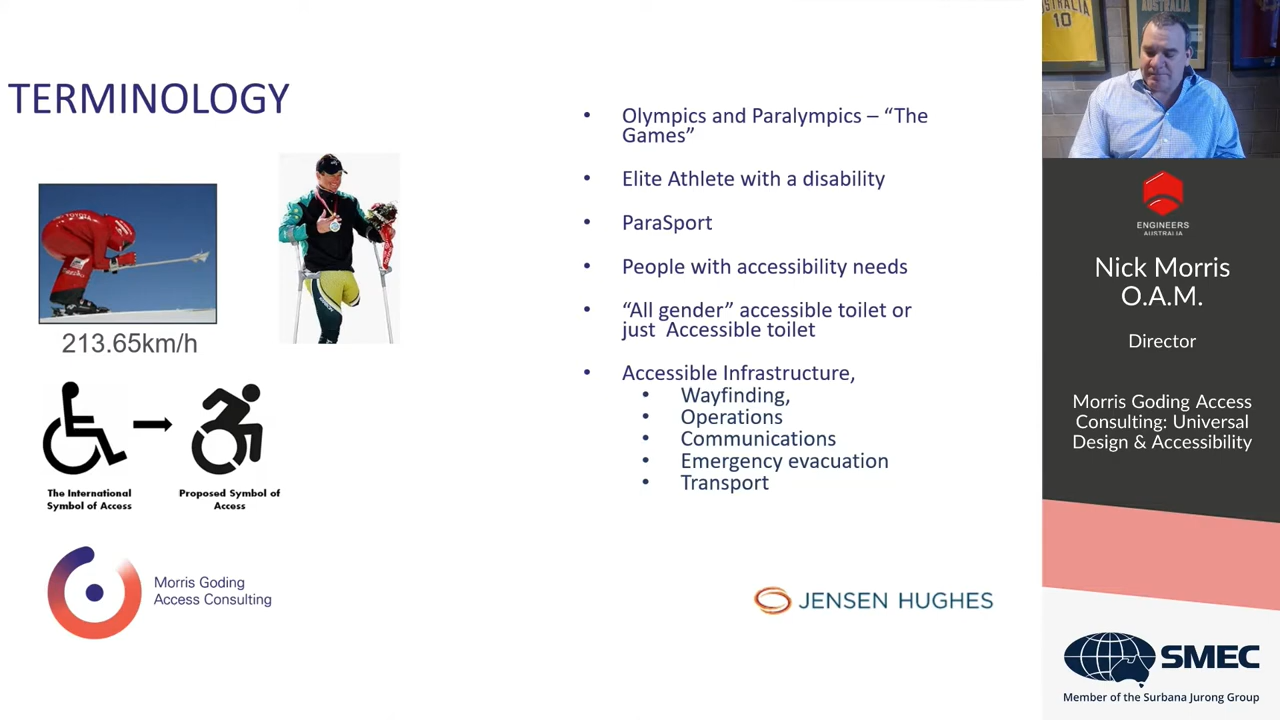 TERMINOLOGY
213.65km/h
The International
Symbol of Access
Proposed Symbol of
Access
Morris Goding
Access Consulting
• Olympics and Paralympics – “The
Games”
• Elite Athlete with a disability
• ParaSport
• People with accessibility needs
• “All gender” accessible toilet or
just Accessible toilet
• Accessible Infrastructure,
• Wayfinding,
• Operations
• Communications
• Emergency evacuation
• Transport
JENSEN HUGHES
AUSTRALIA
10
ENGINEERS
AUSTRALIA
Nick Morris
O.A.M.
Director
Morris Goding Access
Consulting: Universal
Design & Accessibility
SMEC
Member of the Surbana Jurong Group